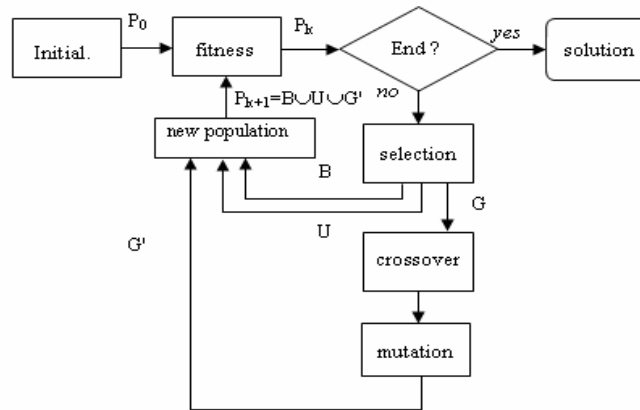 P0
Pk
Initial.
fitness
End ?
yes
solution
no
Pk+1=B∪U∪G'
new population
selection
B
G
U
G'
crossover
mutation